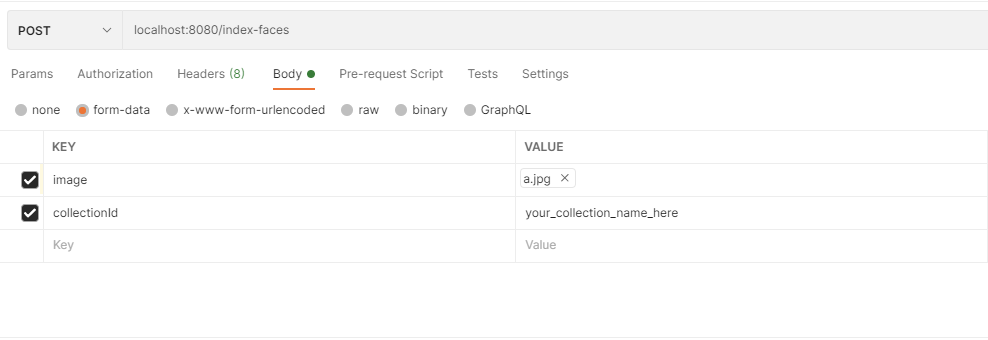 POST localhost:8080/index-faces
Params Authorization Headers (8) Body Pre-request Script Tests Settings
none form-data x-www-form-urlencoded raw binary GraphQL
KEY VALUE
image a.jpg ×
collectionId your_collection_name_here
Key Value